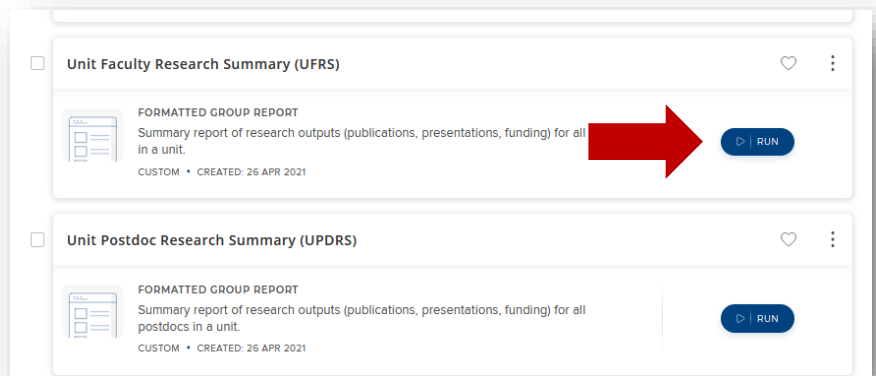 Unit Faculty Research Summary (UFRS)
FORMATTED GROUP REPORT
Summary report of research outputs (publications, presentations, funding) for all
in a unit.
CUSTOM • CREATED: 26 APR 2021
RUN
Unit Postdoc Research Summary (UPDRS)
FORMATTED GROUP REPORT
Summary report of research outputs (publications, presentations, funding) for all
postdocs in a unit.
CUSTOM • CREATED: 26 APR 2021
RUN